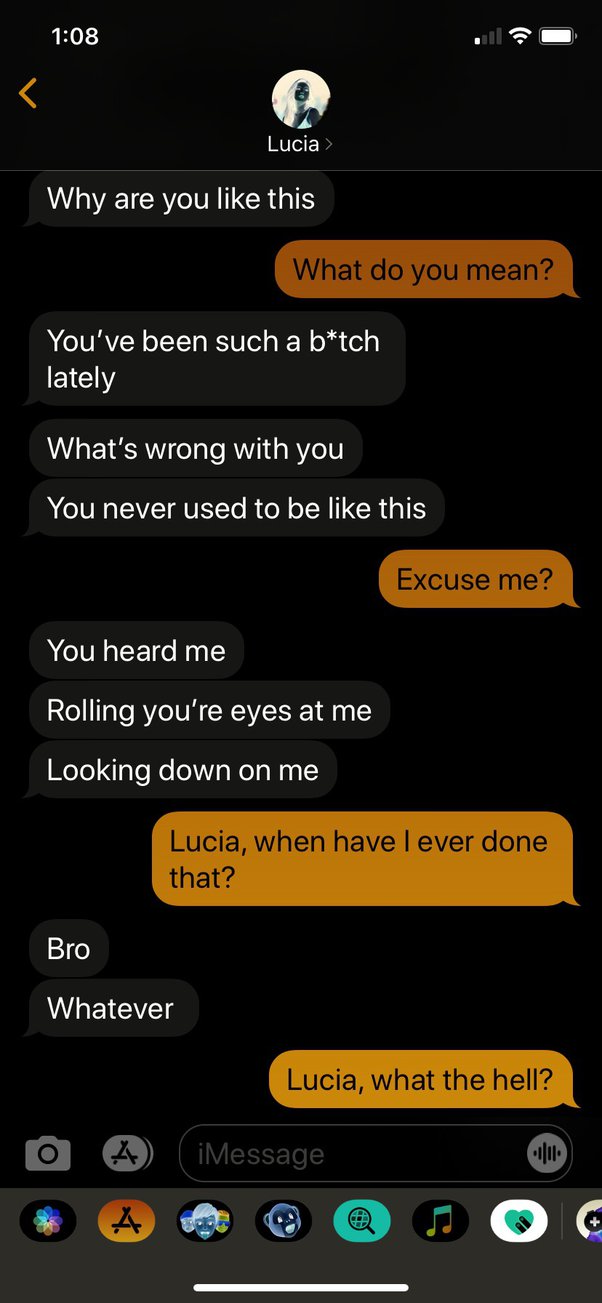 1:08
Lucia
Why are you like this
What do you mean?
You’ve been such a b*tch
lately
What’s wrong with you
You never used to be like this
Excuse me?
You heard me
Rolling you’re eyes at me
Looking down on me
Lucia, when have I ever done
that?
Bro
Whatever
Lucia, what the hell?
iMessage